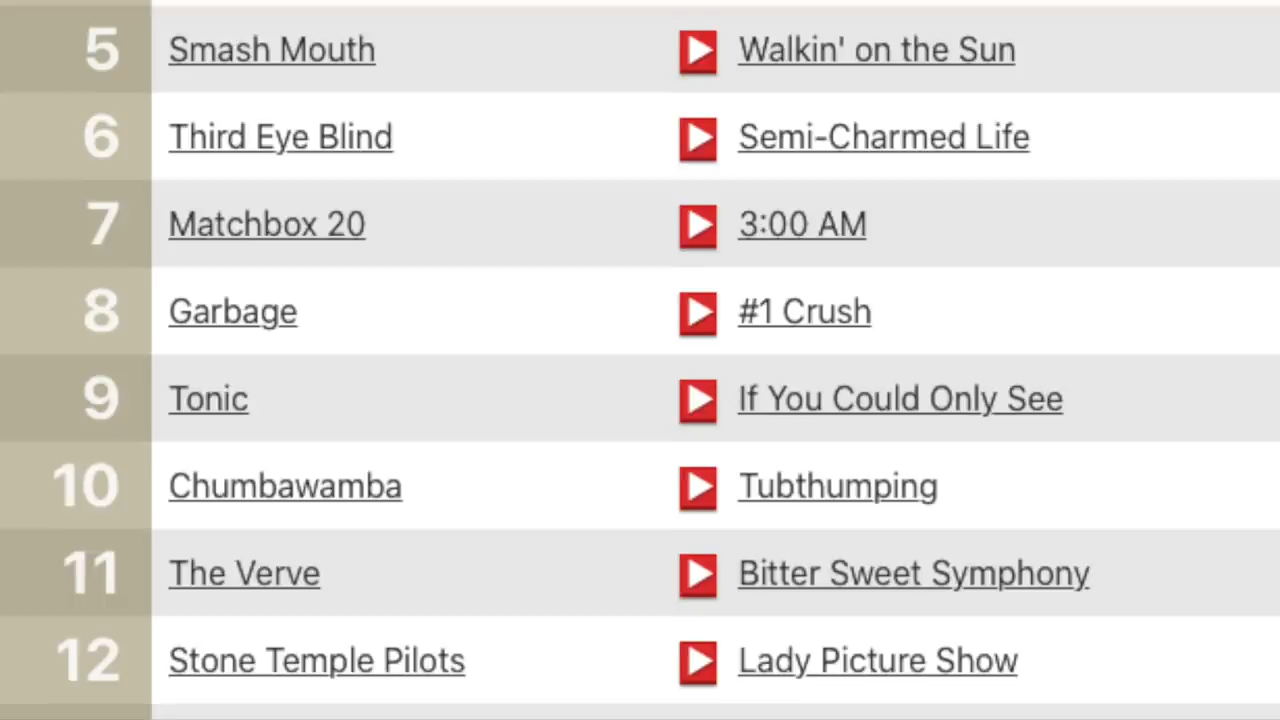 5 Smash Mouth Walkin' on the Sun
6 Third Eye Blind Semi-Charmed Life
7 Matchbox 20 3:00 AM
8 Garbage #1 Crush
9 Tonic If You Could Only See
10 Chumbawamba Tubthumping
11 The Verve Bitter Sweet Symphony
12 Stone Temple Pilots Lady Picture Show